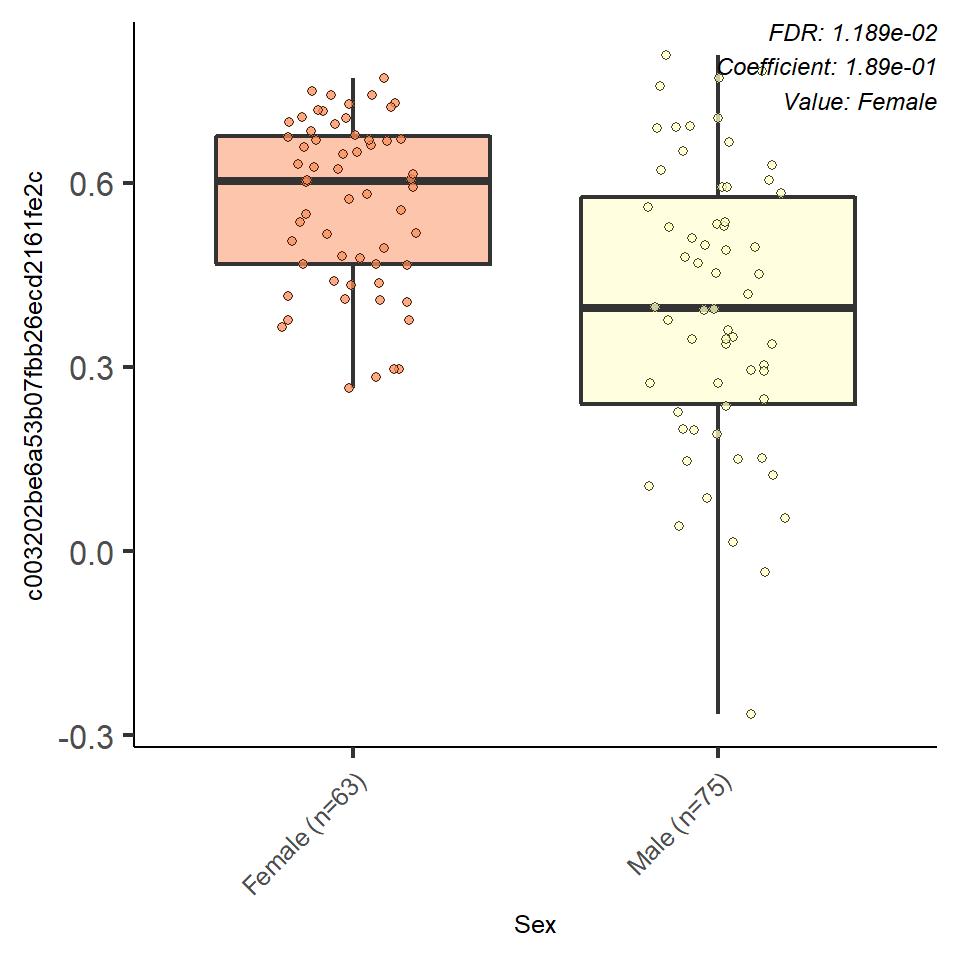 FDR: 1.189e-02
Coefficient: 1.89e-01
Value: Female
c003202be6a53b07fbb26ecd2161fe2c
0.6
0.3
0.0
-0.3
Female (n=63)
Male (n=75)
Sex